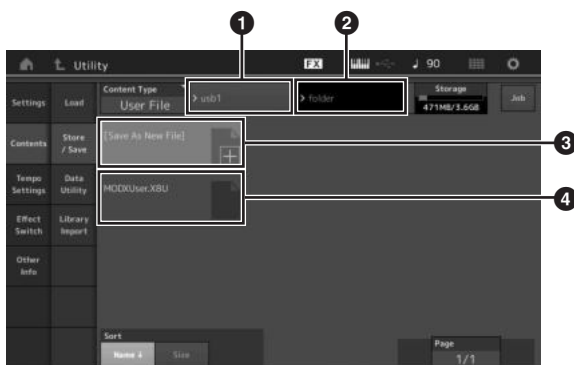 1
2
Utility
FX
90
Settings
Load
Content Type
User File
> usb1
> folder
Storage
471MB/3.6GB
Job
Contents
Store
/ Save
[Save As New File]
3
Tempo
Settings
Data
Utility
MODXUser.X8U
4
Effect
Switch
Library
Import
Other
Info
Sort
Name
Size
Page
1/1